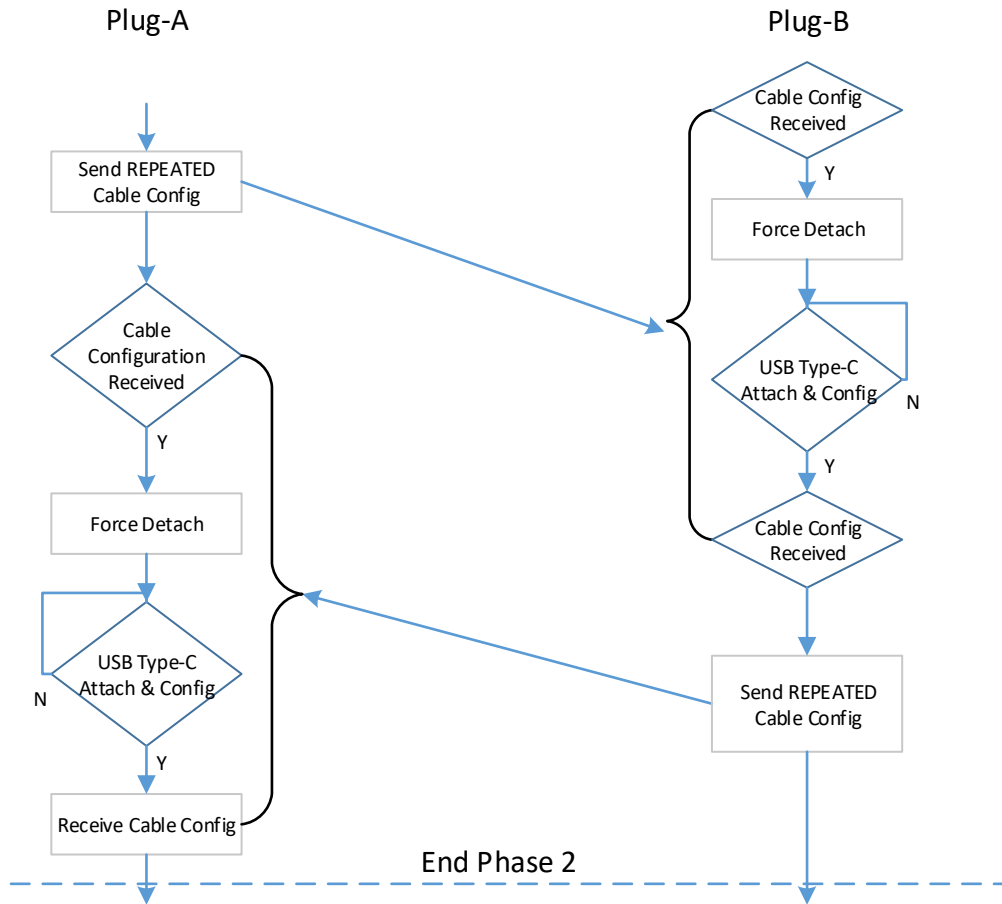 Plug-A
Plug-B
Send REPEATED
Cable Config
Cable
Configuration
Received
Y
Force Detach
USB Type-C
Attach & Config
N
Y
Receive Cable Config
Cable Config
Received
Y
Force Detach
USB Type-C
Attach & Config
N
Y
Cable Config
Received
Send REPEATED
Cable Config
End Phase 2